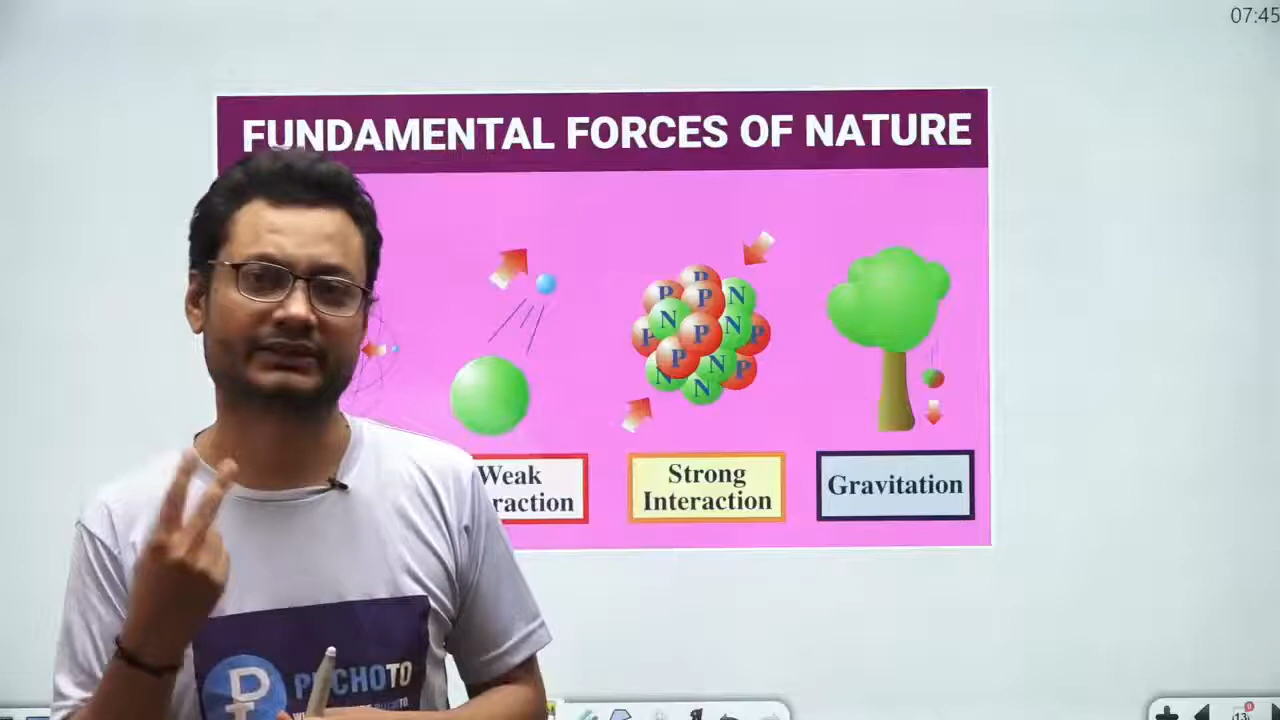 07:45
FUNDAMENTAL FORCES OF NATURE
P
P
P
N
N
N
P
P
P
P
N
N
P
N
Weak
raction
Strong
Interaction
Gravitation